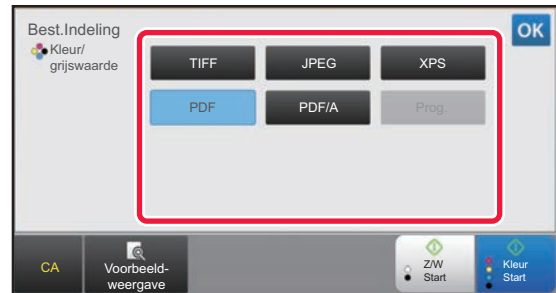 Best.Indeling
OK
Kleur/
grijswaarde
TIFF JPEG XPS
PDF PDF/A Prog.
CA
Voorbeeld-
weergave
Z/W
Start
Kleur
Start